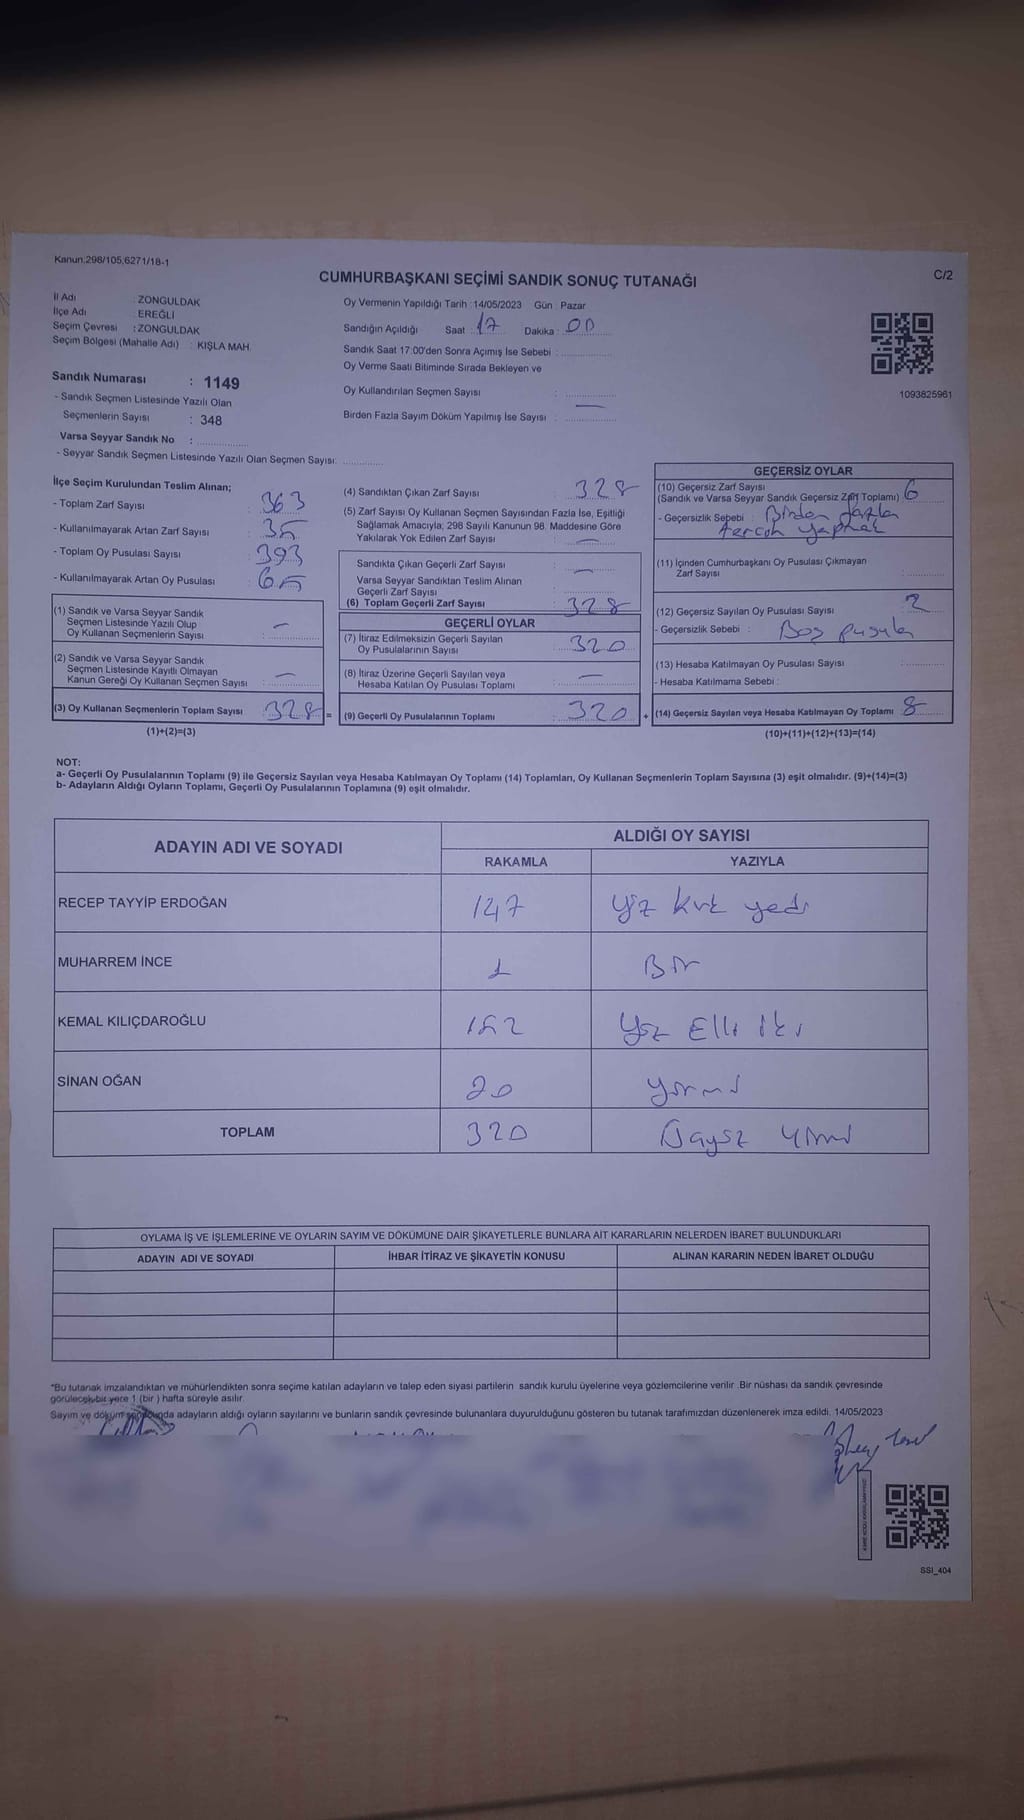 Kanun:298/105,6271/18-1
C/2
CUMHURBAŞKANI SEÇİMİ SANDIK SONUÇ TUTANAĞI
İl Adı : ZONGULDAK
İlçe Adı : EREĞLİ
Seçim Çevresi : ZONGULDAK
Seçim Bölgesi (Mahalle Adı) : KIŞLA MAH.
Sandık Numarası : 1149
- Sandık Seçmen Listesinde Yazılı Olan
Seçmenlerin Sayısı : 348
Varsa Seyyar Sandık No :
- Seyyar Sandık Seçmen Listesinde Yazılı Olan Seçmen Sayısı:
Oy Vermenin Yapıldığı Tarih :14/05/2023 Gün : Pazar
Sandığın Açıldığı Saat : 17 Dakika : 00
Sandık Saat 17:00'den Sonra Açımış İse Sebebi :
Oy Verme Saati Bitiminde Sırada Bekleyen ve
Oy Kullandırılan Seçmen Sayısı :
Birden Fazla Sayım Döküm Yapılmış İse Sayısı : —
1093825961
İlçe Seçim Kurulundan Teslim Alınan;
- Toplam Zarf Sayısı : 363
- Kullanılmayarak Artan Zarf Sayısı : 35
- Toplam Oy Pusulası Sayısı : 393
- Kullanılmayarak Artan Oy Pusulası : 65
(1) Sandık ve Varsa Seyyar Sandık
Seçmen Listesinde Yazılı Olup
Oy Kullanan Seçmenlerin Sayısı : —
(2) Sandık ve Varsa Seyyar Sandık
Seçmen Listesinde Kayıtlı Olmayan
Kanun Gereği Oy Kullanan Seçmen Sayısı : —
(3) Oy Kullanan Seçmenlerin Toplam Sayısı 328 =
(1)+(2)=(3)
(4) Sandıktan Çıkan Zarf Sayısı : 328
(5) Zarf Sayısı Oy Kullanan Seçmen Sayısından Fazla İse, Eşitliği
Sağlamak Amacıyla; 298 Sayılı Kanunun 98. Maddesine Göre
Yakılarak Yok Edilen Zarf Sayısı : —
Sandıkta Çıkan Geçerli Zarf Sayısı : —
Varsa Seyyar Sandıktan Teslim Alınan
Geçerli Zarf Sayısı
(6) Toplam Geçerli Zarf Sayısı : 328
GEÇERLİ OYLAR
(7) İtiraz Edilmeksizin Geçerli Sayılan
Oy Pusulalarının Sayısı : 320
(8) İtiraz Üzerine Geçerli Sayılan veya
Hesaba Katılan Oy Pusulası Toplamı : —
(9) Geçerli Oy Pusulalarının Toplamı : 320 +
GEÇERSİZ OYLAR
(10) Geçersiz Zarf Sayısı
(Sandık ve Varsa Seyyar Sandık Geçersiz Zarf Toplamı) 6
- Geçersizlik Sebebi : Birden fazla
tercih yapmak
(11) İçinden Cumhurbaşkanı Oy Pusulası Çıkmayan
Zarf Sayısı :
(12) Geçersiz Sayılan Oy Pusulası Sayısı : 2
- Geçersizlik Sebebi : Boş pusula
(13) Hesaba Katılmayan Oy Pusulası Sayısı :
- Hesaba Katılmama Sebebi :
(14) Geçersiz Sayılan veya Hesaba Katılmayan Oy Toplamı : 8
(10)+(11)+(12)+(13)=(14)
NOT:
a- Geçerli Oy Pusulalarının Toplamı (9) ile Geçersiz Sayılan veya Hesaba Katılmayan Oy Toplamı (14) Toplamları, Oy Kullanan Seçmenlerin Toplam Sayısına (3) eşit olmalıdır. (9)+(14)=(3)
b- Adayların Aldığı Oyların Toplamı, Geçerli Oy Pusulalarının Toplamına (9) eşit olmalıdır.
ADAYIN ADI VE SOYADI ALDIĞI OY SAYISI
RAKAMLA YAZIYLA
RECEP TAYYİP ERDOĞAN 147 Yüz kırk yedi
MUHARREM İNCE 1 Bir
KEMAL KILIÇDAROĞLU 152 Yüz Elli iki
SİNAN OĞAN 20 Yirmi
TOPLAM 320 Üçyüz yirmi
OYLAMA İŞ VE İŞLEMLERİNE VE OYLARIN SAYIM VE DÖKÜMÜNE DAİR ŞİKAYETLERLE BUNLARA AİT KARARLARIN NELERDEN İBARET BULUNDUKLARI
ADAYIN ADI VE SOYADI İHBAR İTİRAZ VE ŞİKAYETİN KONUSU ALINAN KARARIN NEDEN İBARET OLDUĞU
*Bu tutanak imzalandıktan ve mühürlendikten sonra seçime katılan adayların ve talep eden siyasi partilerin sandık kurulu üyelerine veya gözlemcilerine verilir .Bir nüshası da sandık çevresinde
görülecek bir yere 1 (bir ) hafta süreyle asılır.
Sayım ve döküm sonucunda adayların aldığı oyların sayılarını ve bunların sandık çevresinde bulunanlara duyurulduğunu gösteren bu tutanak tarafımızdan düzenlenerek imza edildi. 14/05/2023
SSI_404